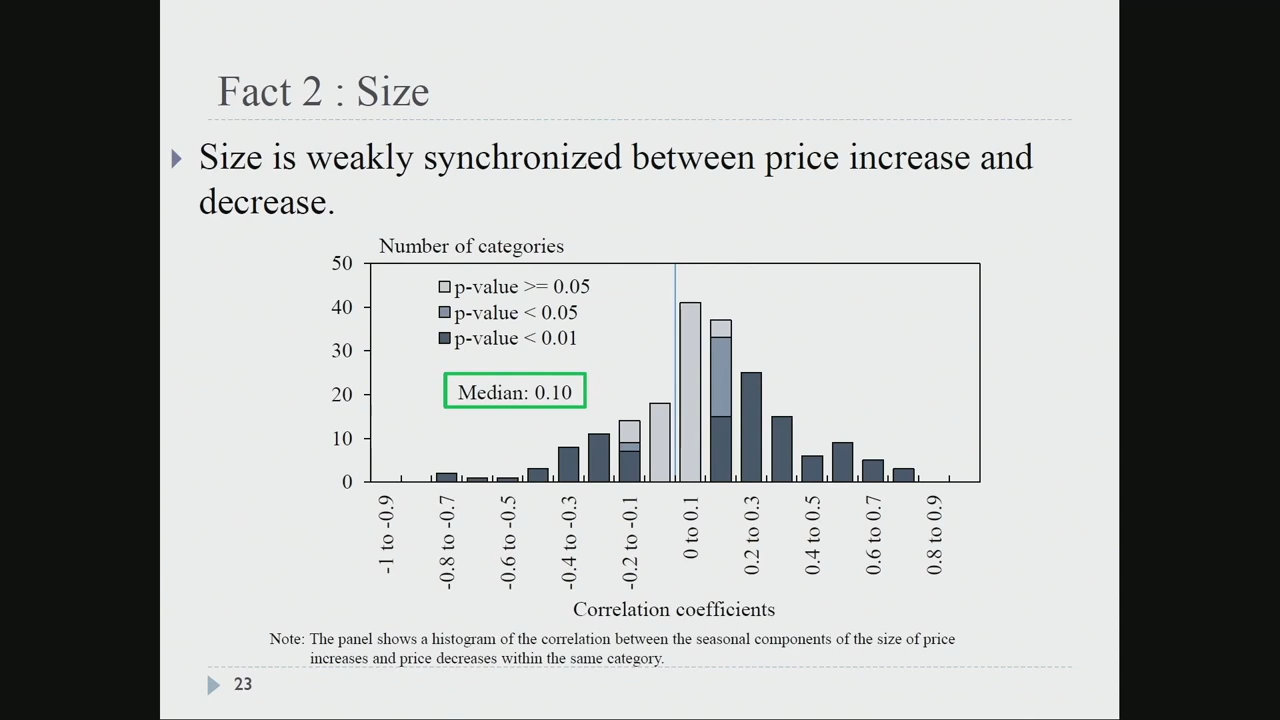 Fact 2 : Size
Size is weakly synchronized between price increase and
decrease.
Number of categories
50
40
30
20
10
0
p-value >= 0.05
p-value < 0.05
p-value < 0.01
Median: 0.10
-1 to -0.9
-0.8 to -0.7
-0.6 to -0.5
-0.4 to -0.3
-0.2 to -0.1
0 to 0.1
0.2 to 0.3
0.4 to 0.5
0.6 to 0.7
0.8 to 0.9
Correlation coefficients
Note: The panel shows a histogram of the correlation between the seasonal components of the size of price
increases and price decreases within the same category.
23